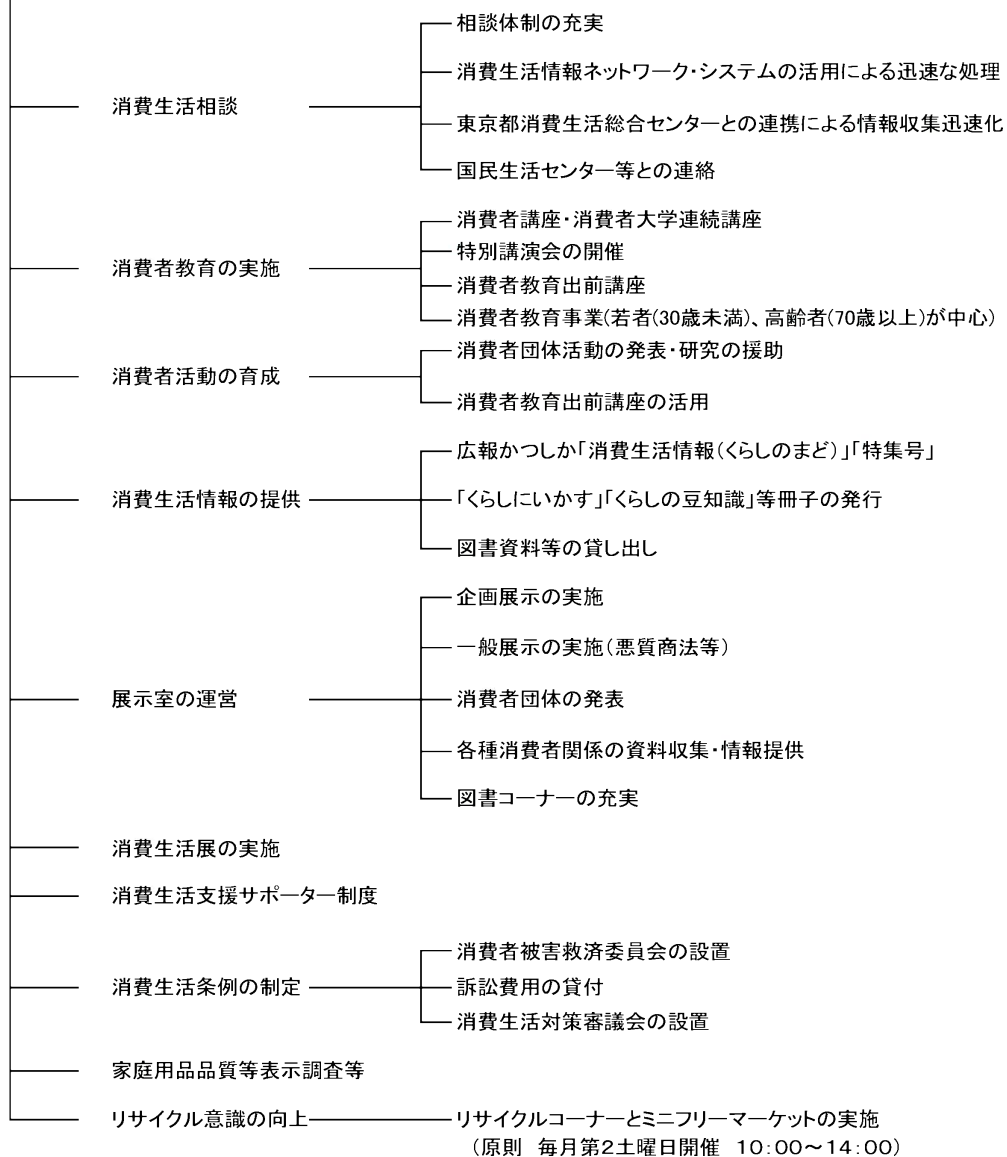 相談体制の充実
消費生活情報ネットワーク・システムの活用による迅速な処理
消費生活相談
東京都消費生活総合センターとの連携による情報収集迅速化
国民生活センター等との連絡
消費者講座・消費者大学連続講座
特別講演会の開催
消費者教育の実施
消費者教育出前講座
消費者教育事業(若者(30歳未満)、高齢者(70歳以上)が中心)
消費者団体活動の発表・研究の援助
消費者活動の育成
消費者教育出前講座の活用
広報かつしか「消費生活情報(くらしのまど)」「特集号」
消費生活情報の提供
「くらしにいかす」「くらしの豆知識」等冊子の発行
図書資料等の貸し出し
企画展示の実施
一般展示の実施(悪質商法等)
展示室の運営
消費者団体の発表
各種消費者関係の資料収集・情報提供
図書コーナーの充実
消費生活展の実施
消費生活支援サポーター制度
消費者被害救済委員会の設置
消費生活条例の制定
訴訟費用の貸付
消費生活対策審議会の設置
家庭用品品質等表示調査等
リサイクル意識の向上
リサイクルコーナーとミニフリーマーケットの実施
(原則 毎月第2土曜日開催 10:00~14:00)